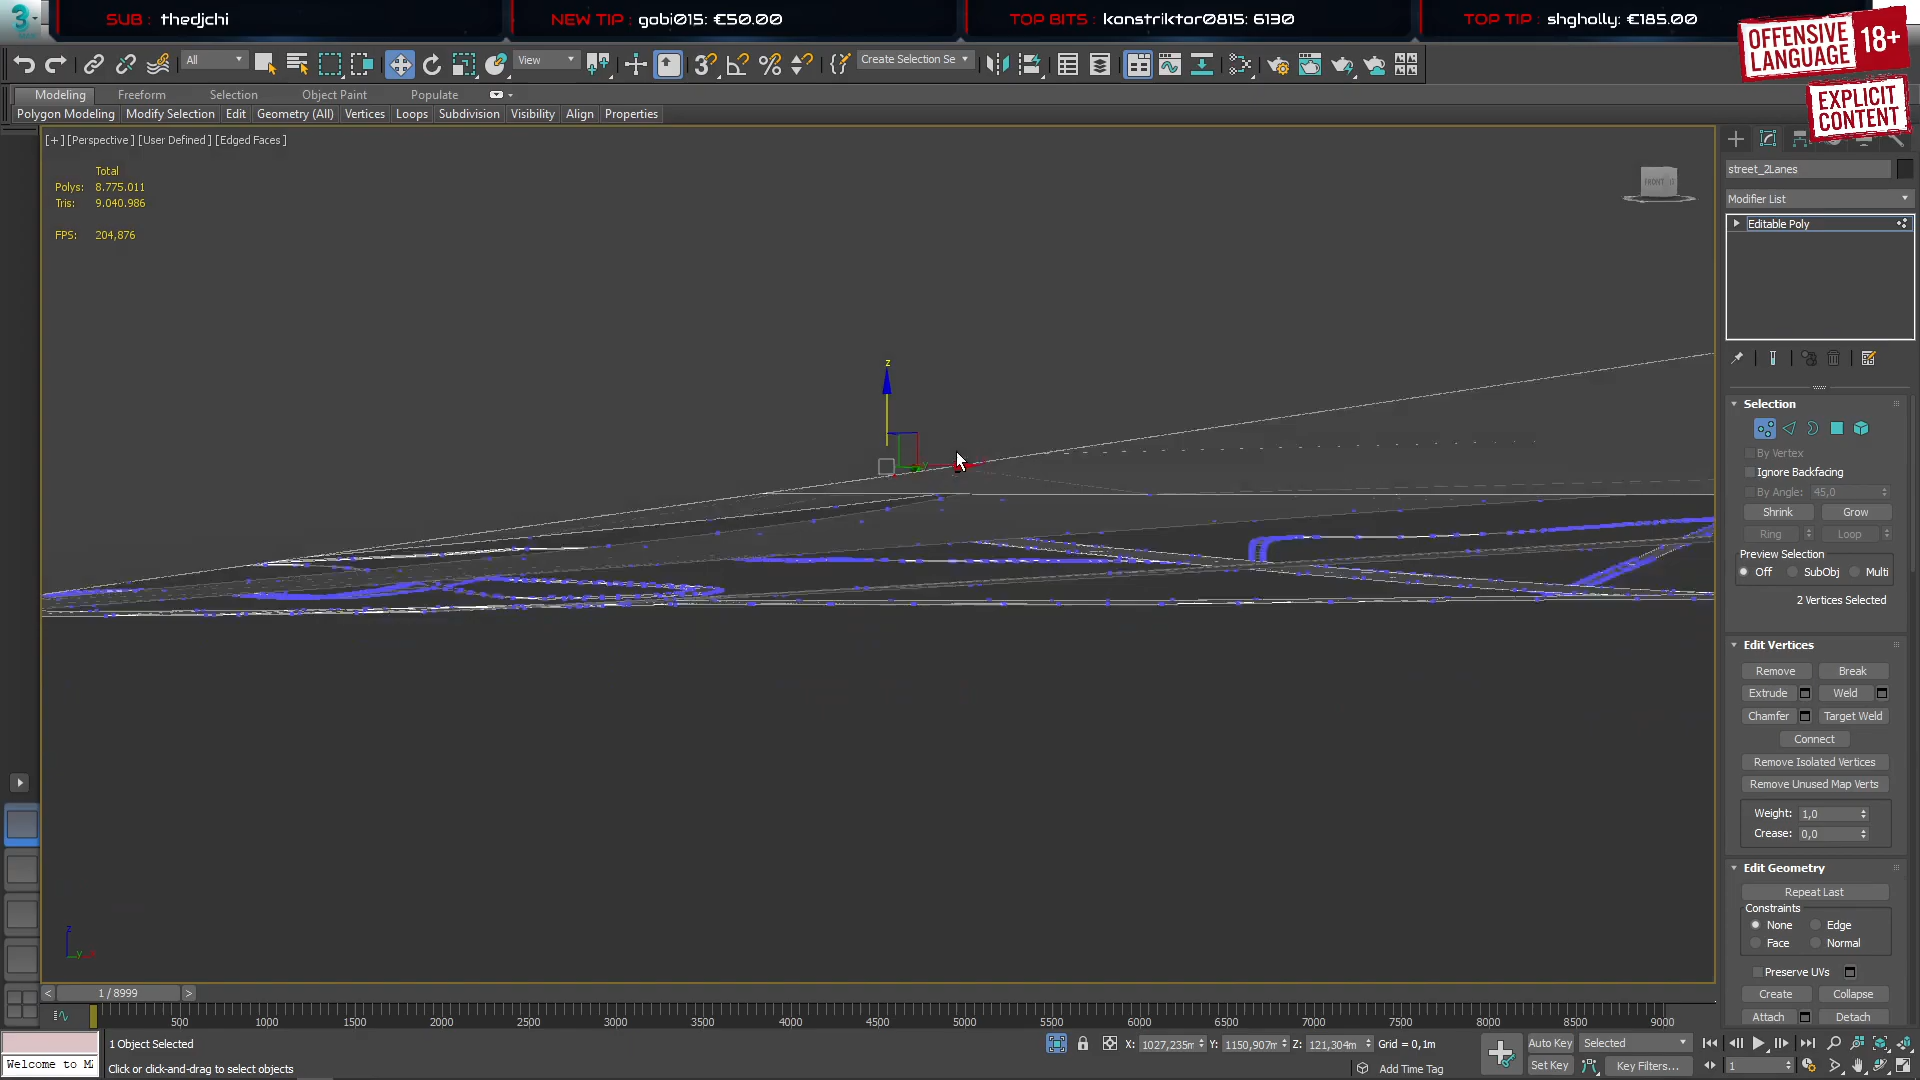 SUB : thedjchi
NEW TIP : gobi015: €50.00
TOP BITS : konstriktor0815: 6130
TOP TIP : shgholly: €185.00
OFFENSIVE LANGUAGE 18+
EXPLICIT CONTENT
All
View
Create Selection Se
Modeling
Freeform
Selection
Object Paint
Populate
Polygon Modeling
Modify Selection
Edit
Geometry (All)
Vertices
Loops
Subdivision
Visibility
Align
Properties
[+] [Perspective ] [User Defined ] [Edged Faces ]
Total
Polys: 8.775.011
Tris: 9.040.986
FPS: 204,876
z
street_2Lanes
Modifier List
Editable Poly
Selection
By Vertex
Ignore Backfacing
By Angle: 45,0
Shrink
Grow
Ring
Loop
Preview Selection
Off
SubObj
Multi
2 Vertices Selected
Edit Vertices
Remove
Break
Extrude
Weld
Chamfer
Target Weld
Connect
Remove Isolated Vertices
Remove Unused Map Verts
Weight: 1,0
Crease: 0,0
Edit Geometry
Repeat Last
Constraints
None
Edge
Face
Normal
Preserve UVs
Create
Collapse
Attach
Detach
1 / 8999
500 1000 1500 2000 2500 3000 3500 4000 4500 5000 5500 6000 6500 7000 7500 8000 8500 9000
1 Object Selected
Welcome to M
Click or click-and-drag to select objects
X: 1027,235m
Y: 1150,907m
Z: 121,304m
Grid = 0,1m
Add Time Tag
Auto Key
Selected
Set Key
Key Filters...
1